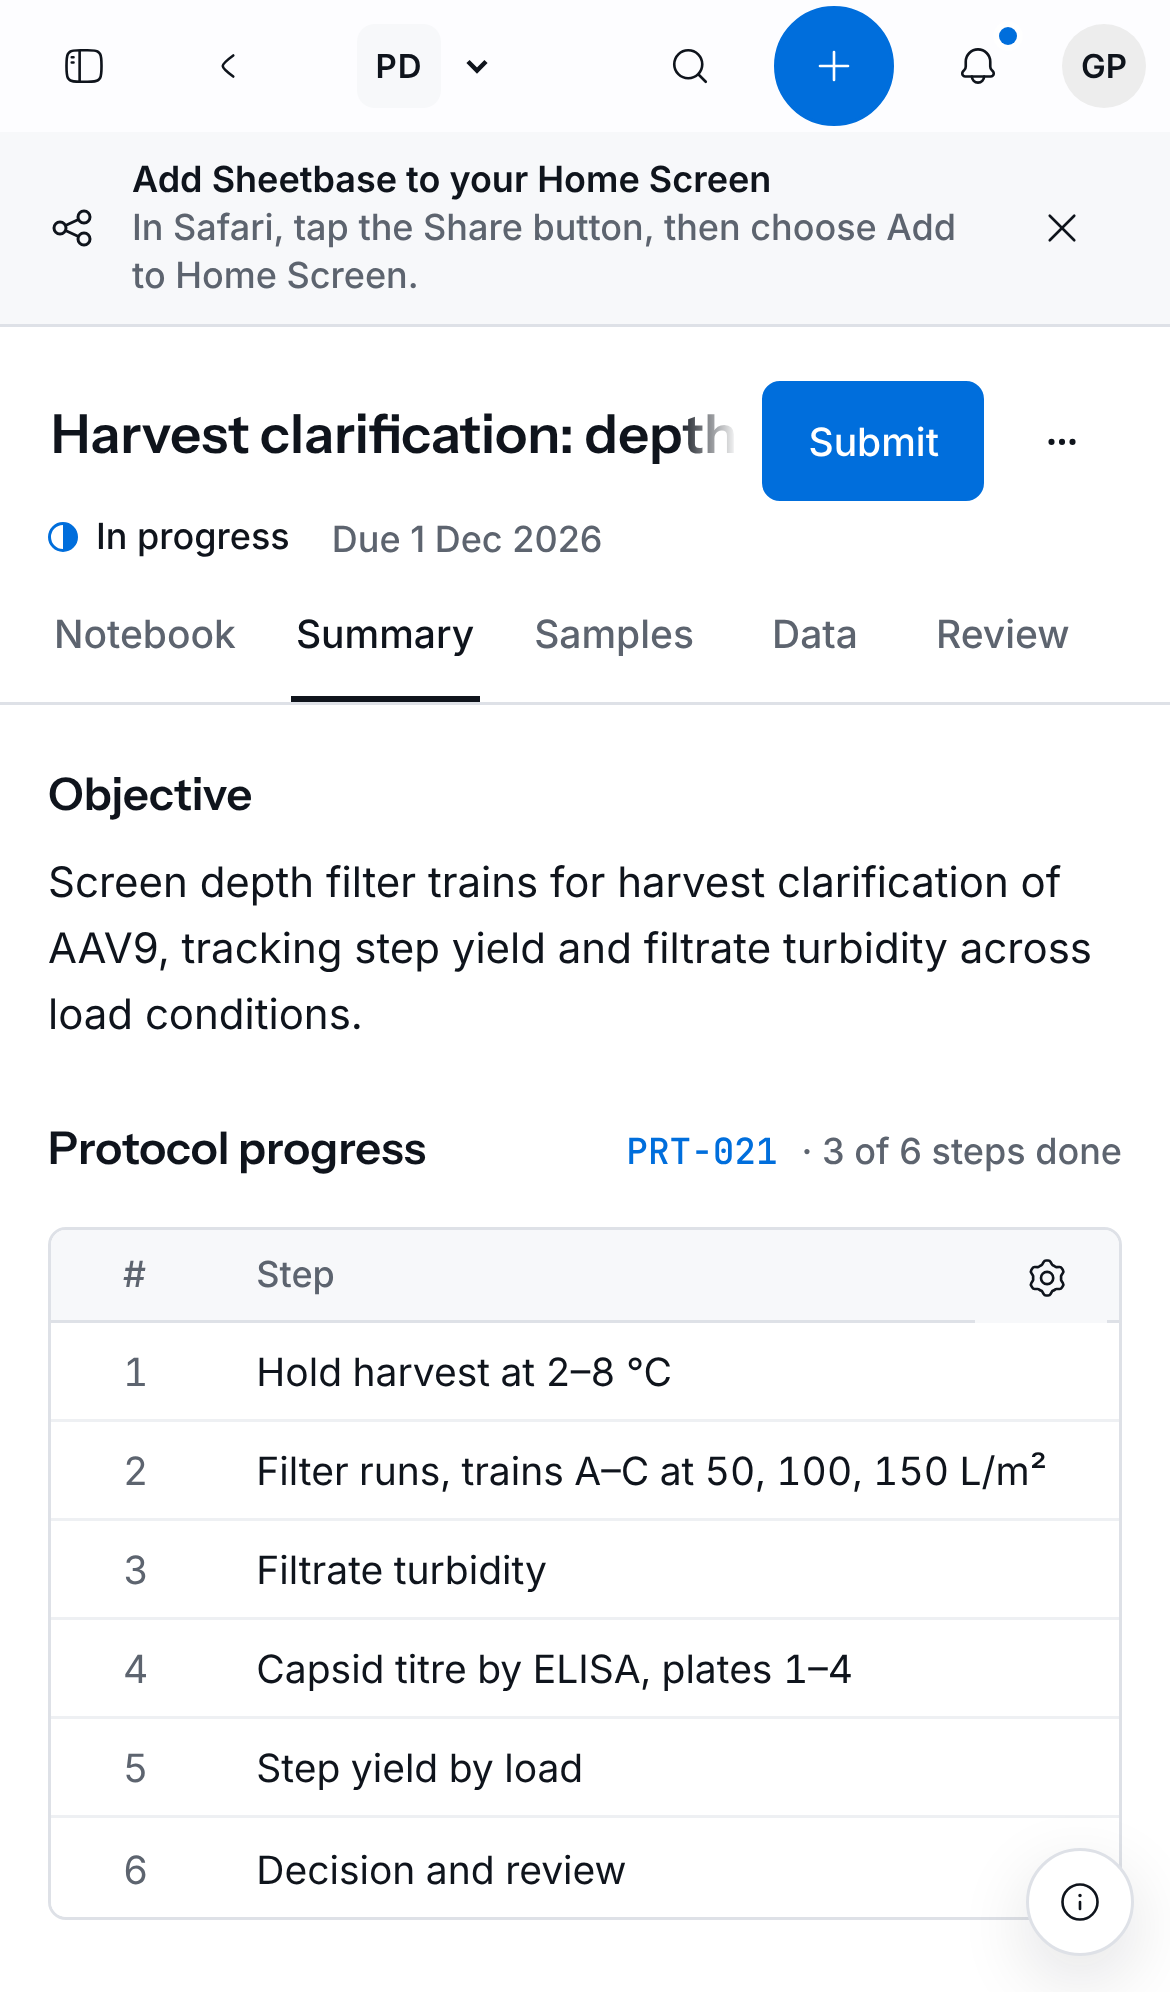 PD
GP
Add Sheetbase to your Home Screen
In Safari, tap the Share button, then choose Add
to Home Screen.
Harvest clarification: depth
Submit
In progress
Due 1 Dec 2026
Notebook
Summary
Samples
Data
Review
Objective
Screen depth filter trains for harvest clarification of
AAV9, tracking step yield and filtrate turbidity across
load conditions.
Protocol progress
PRT-021 · 3 of 6 steps done
# Step
1 Hold harvest at 2–8 °C
2 Filter runs, trains A–C at 50, 100, 150 L/m²
3 Filtrate turbidity
4 Capsid titre by ELISA, plates 1–4
5 Step yield by load
6 Decision and review